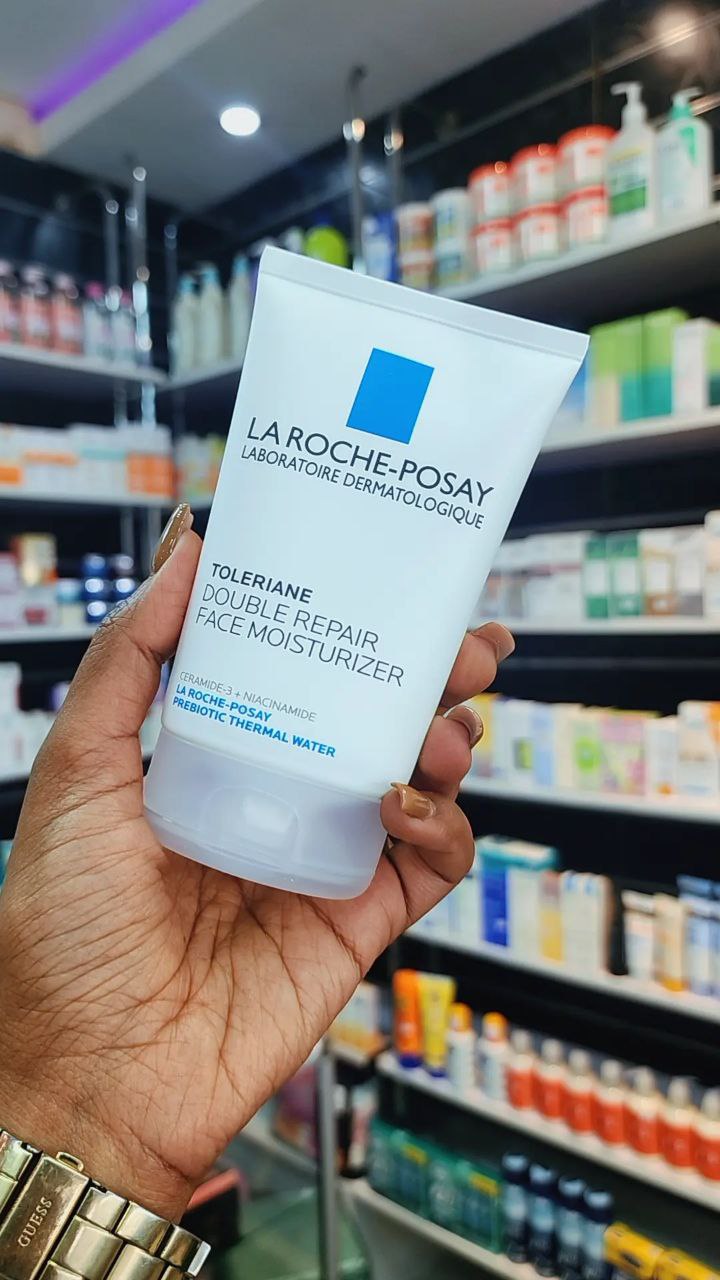 LA ROCHE-POSAY
LABORATOIRE DERMATOLOGIQUE
TOLERIANE
DOUBLE REPAIR
FACE MOISTURIZER
CERAMIDE-3 + NIACINAMIDE
LA ROCHE-POSAY
PREBIOTIC THERMAL WATER
GUESS